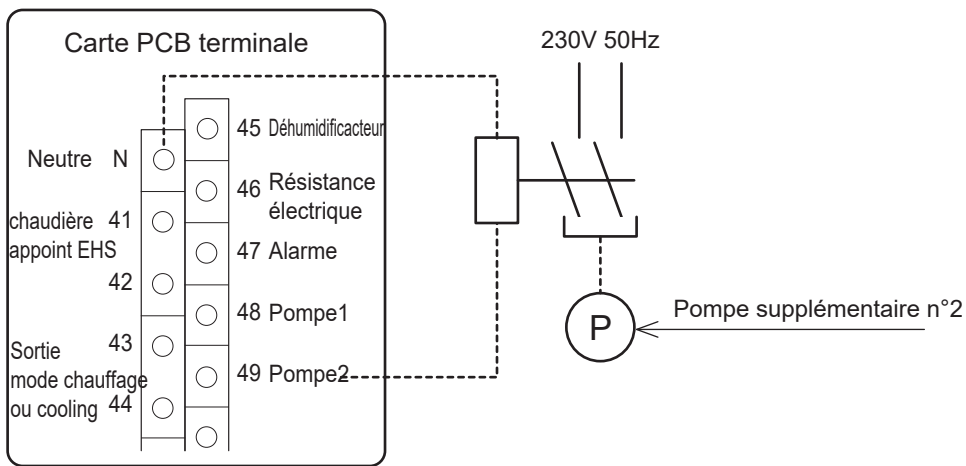 Carte PCB terminale
230V 50Hz
45 Déhumidificacteur
Neutre N
46 Résistance
électrique
chaudière 41
appoint EHS
47 Alarme
42
48 Pompe1
Pompe supplémentaire n°2
P
43
Sortie
mode chauffage
ou cooling 44
49 Pompe2